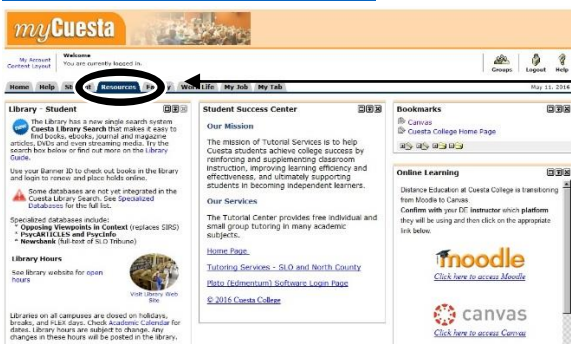 myCuesta
My Account
Content Layout
Welcome
You are currently logged in.
Groups Logout Help
Home Help Resources Life My Job My Tab
May 11, 2016
Library - Student
The Library has a new single search system
Cuesta Library Search that makes it easy to
find books, ebooks, journal and magazine
articles, DVDs and even streaming media. Try the
search box below or find out more on the Library
Guide.
Use your Banner ID to check out books in the library
and login to renew and place holds online.
Some databases are not yet integrated in the
Cuesta Library Search. See Specialized
Databases for the full list.
Specialized databases include:
* Opposing Viewpoints in Context (replaces SIRS)
* PsycARTICLES and PsycInfo
* Newsbank (full-text of SLO Tribune)
Library Hours
See library website for open
hours
Visit Library Web
Site
Libraries on all campuses are closed on holidays,
breaks, and FLEX days. Check Academic Calendar for
dates. Library hours are subject to change. Any
changes in these hours will be posted in the library.
Student Success Center
Our Mission
The mission of Tutorial Services is to help
Cuesta students achieve college success by
reinforcing and supplementing classroom
instruction, improving learning efficiency and
effectiveness, and ultimately supporting
students in becoming independent learners.
Our Services
The Tutorial Center provides free individual and
small group tutoring in many academic
subjects.
Home Page
Tutoring Services - SLO and North County
Plato (Edmentum) Software Login Page
© 2016 Cuesta College
Bookmarks
Canvas
Cuesta College Home Page
Online Learning
Distance Education at Cuesta College is transitioning
from Moodle to Canvas.
Confirm with your DE instructor which platform
they will be using and then click on the appropriate
link below.
moodle
Click here to access Moodle
canvas
Click here to access Canvas